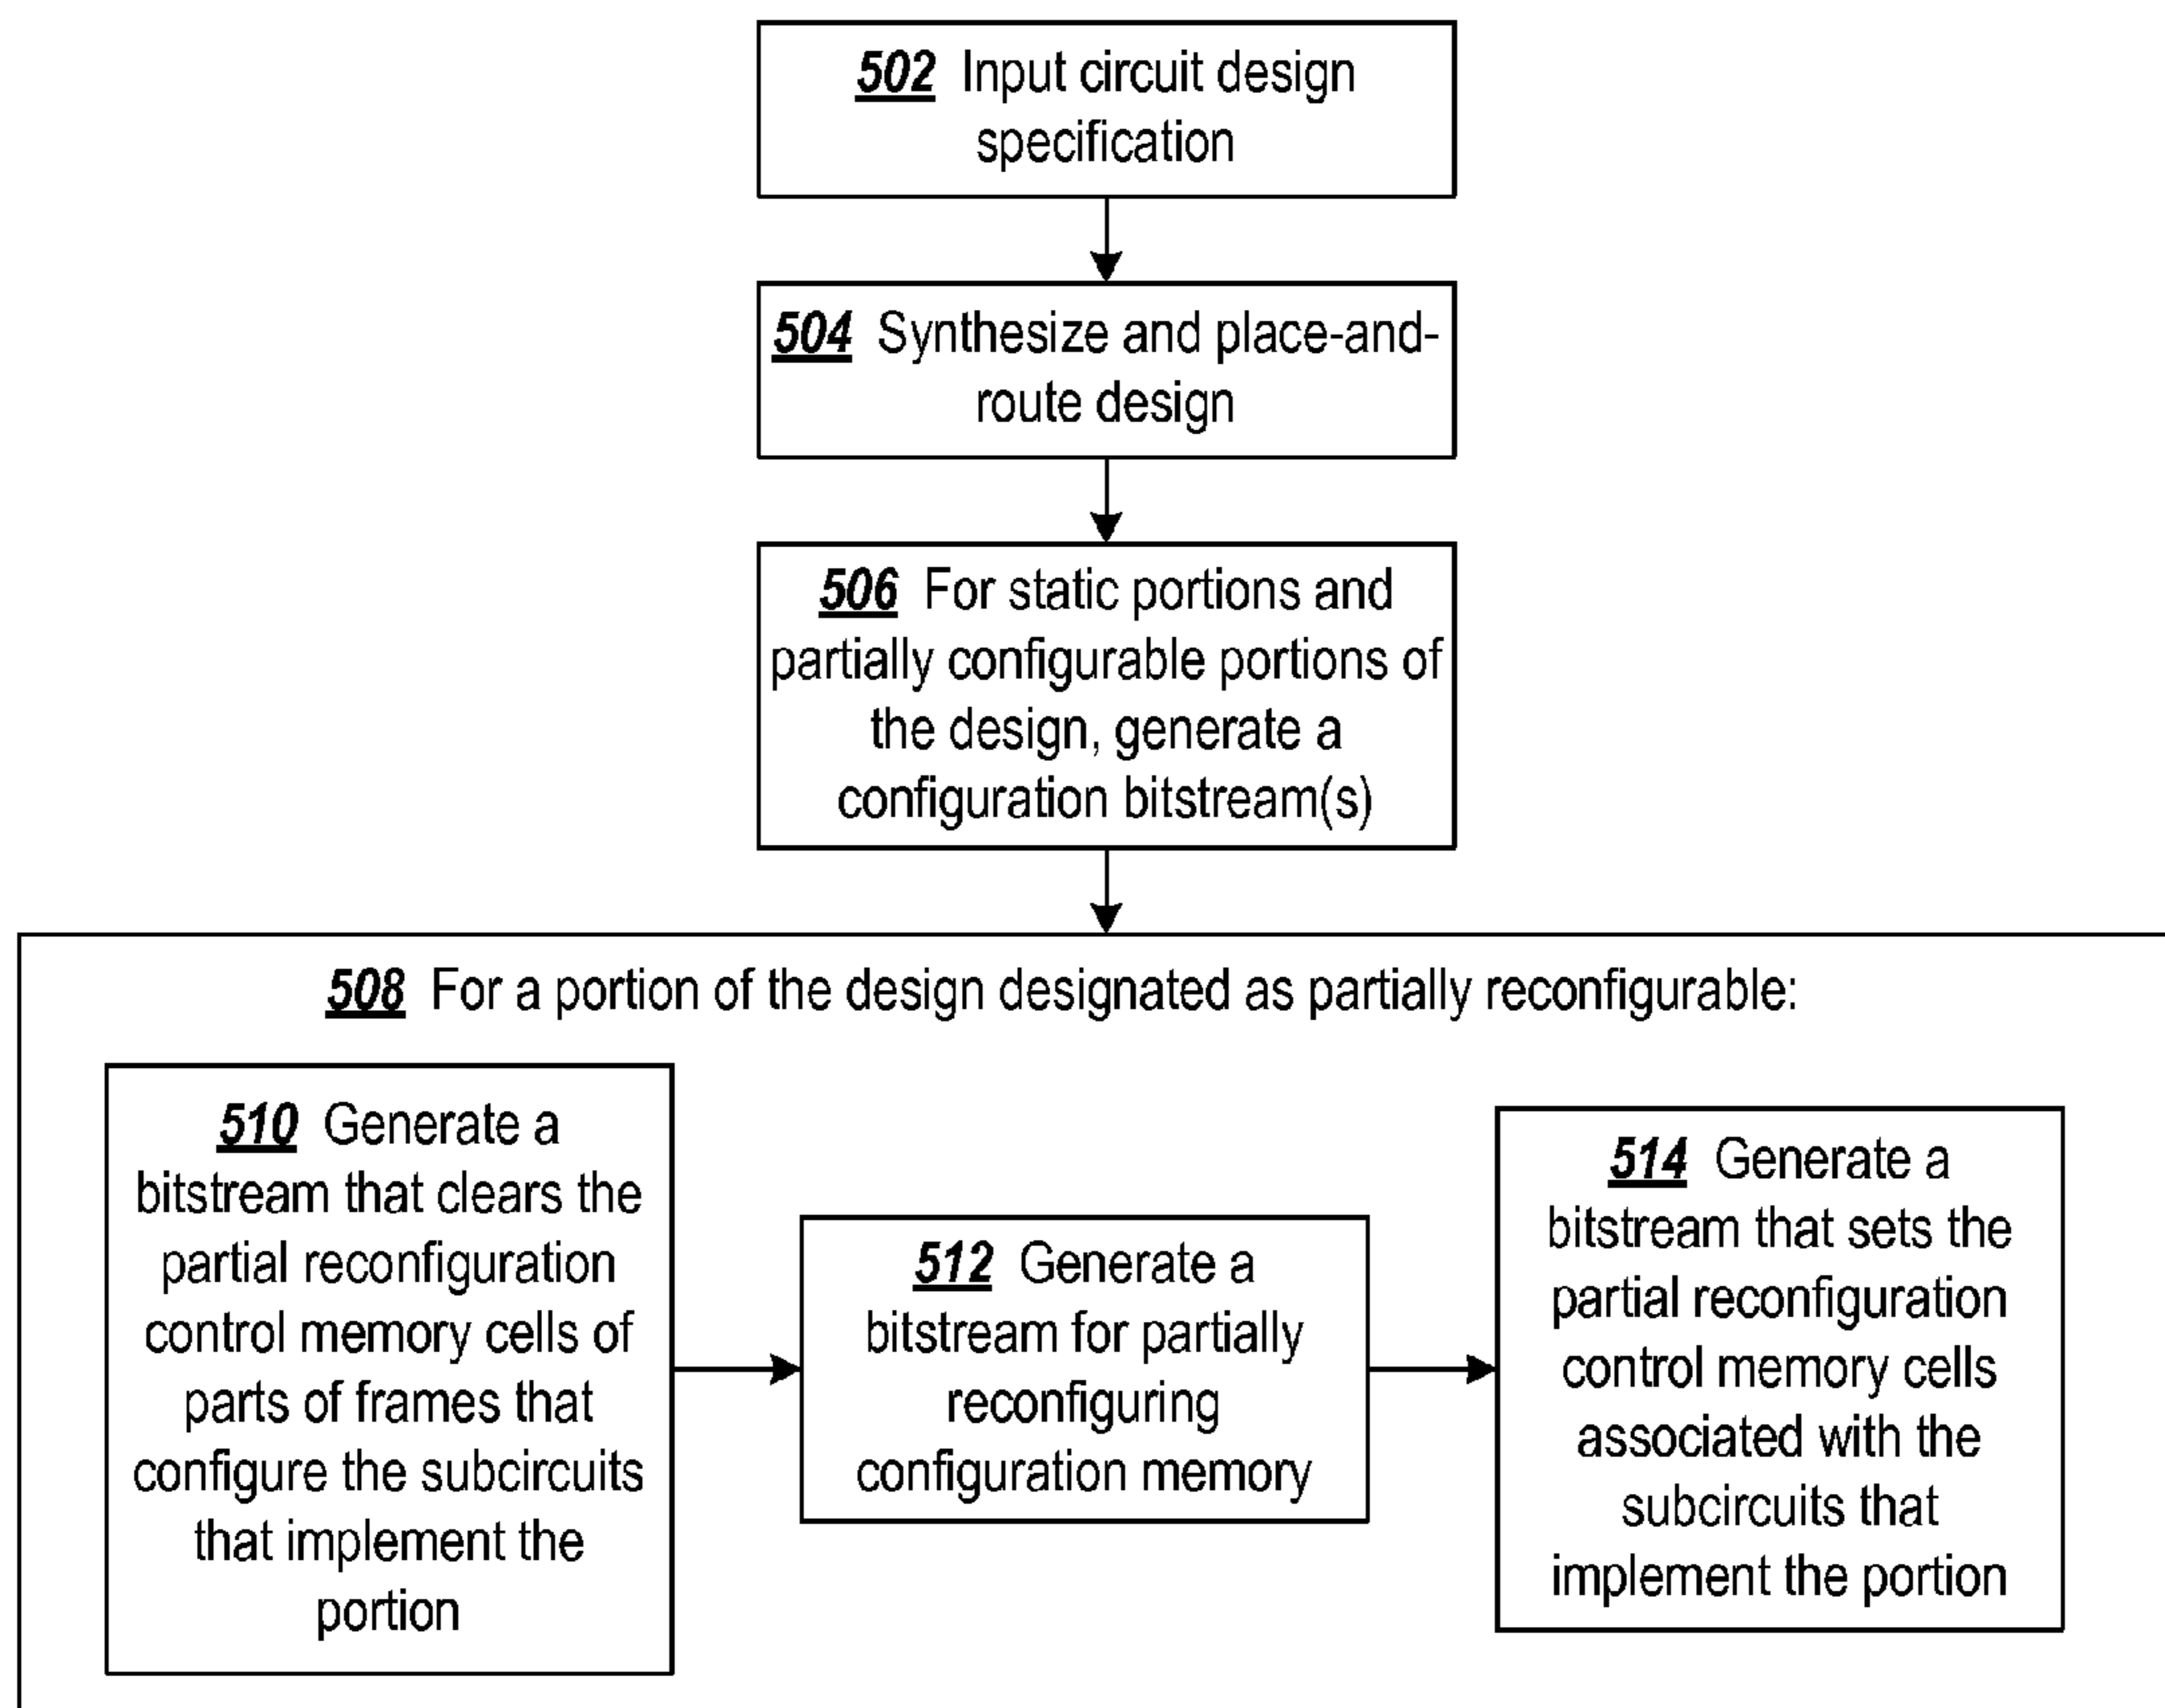 502 Input circuit design
specification
504 Synthesize and place-and-
route design
506 For static portions and
partially configurable portions of
the design, generate a
configuration bitstream(s)
508 For a portion of the design designated as partially reconfigurable:
510 Generate a
bitstream that clears the
partial reconfiguration
control memory cells of
parts of frames that
configure the subcircuits
that implement the
portion
512 Generate a
bitstream for partially
reconfiguring
configuration memory
514 Generate a
bitstream that sets the
partial reconfiguration
control memory cells
associated with the
subcircuits that
implement the portion